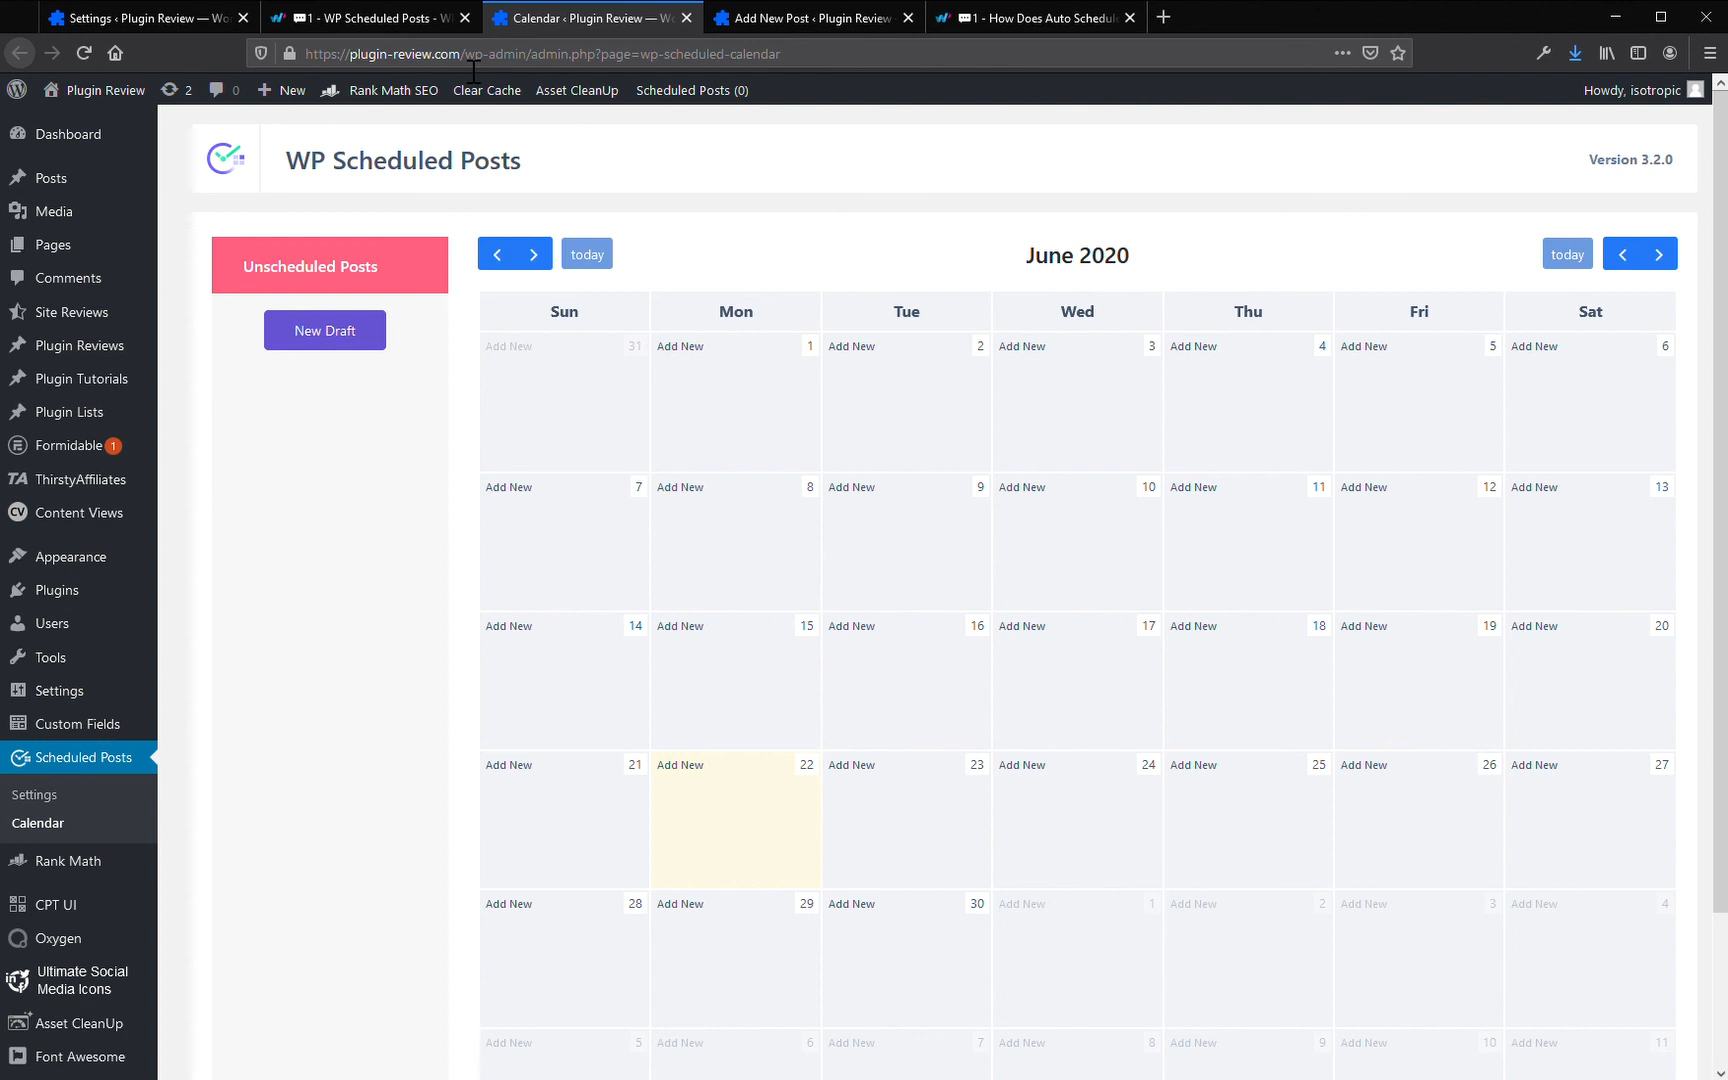 Settings ‹ Plugin Review — Wo
1 - WP Scheduled Posts - W
Calendar ‹ Plugin Review — Wo
Add New Post ‹ Plugin Review
1 - How Does Auto Schedul
https://plugin-review.com/wp-admin/admin.php?page=wp-scheduled-calendar
Plugin Review 2 0 New Rank Math SEO Clear Cache Asset CleanUp Scheduled Posts (0) Howdy, isotropic
Dashboard
Posts
Media
Pages
Comments
Site Reviews
Plugin Reviews
Plugin Tutorials
Plugin Lists
Formidable 1
TA ThirstyAffiliates
CV Content Views
Appearance
Plugins
Users
Tools
Settings
Custom Fields
Scheduled Posts
Settings
Calendar
Rank Math
CPT UI
Oxygen
Ultimate Social
Media Icons
Asset CleanUp
Font Awesome
WP Scheduled Posts
Version 3.2.0
Unscheduled Posts
New Draft
today June 2020 today
Sun Mon Tue Wed Thu Fri Sat
Add New 31 Add New 1 Add New 2 Add New 3 Add New 4 Add New 5 Add New 6
Add New 7 Add New 8 Add New 9 Add New 10 Add New 11 Add New 12 Add New 13
Add New 14 Add New 15 Add New 16 Add New 17 Add New 18 Add New 19 Add New 20
Add New 21 Add New 22 Add New 23 Add New 24 Add New 25 Add New 26 Add New 27
Add New 28 Add New 29 Add New 30 Add New 1 Add New 2 Add New 3 Add New 4
Add New 5 Add New 6 Add New 7 Add New 8 Add New 9 Add New 10 Add New 11